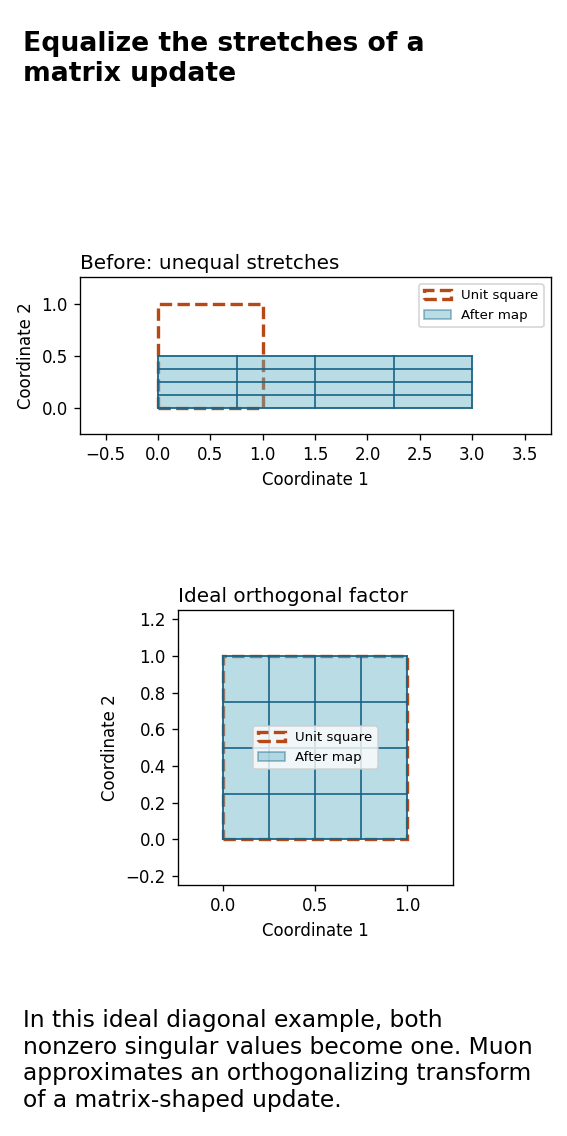 Equalize the stretches of a
matrix update
Before: unequal stretches
Unit square
After map
Coordinate 2
1.0
0.5
0.0
−0.5 0.0 0.5 1.0 1.5 2.0 2.5 3.0 3.5
Coordinate 1
Ideal orthogonal factor
Unit square
After map
Coordinate 2
1.2
1.0
0.8
0.6
0.4
0.2
0.0
−0.2
0.0 0.5 1.0
Coordinate 1
In this ideal diagonal example, both
nonzero singular values become one. Muon
approximates an orthogonalizing transform
of a matrix-shaped update.